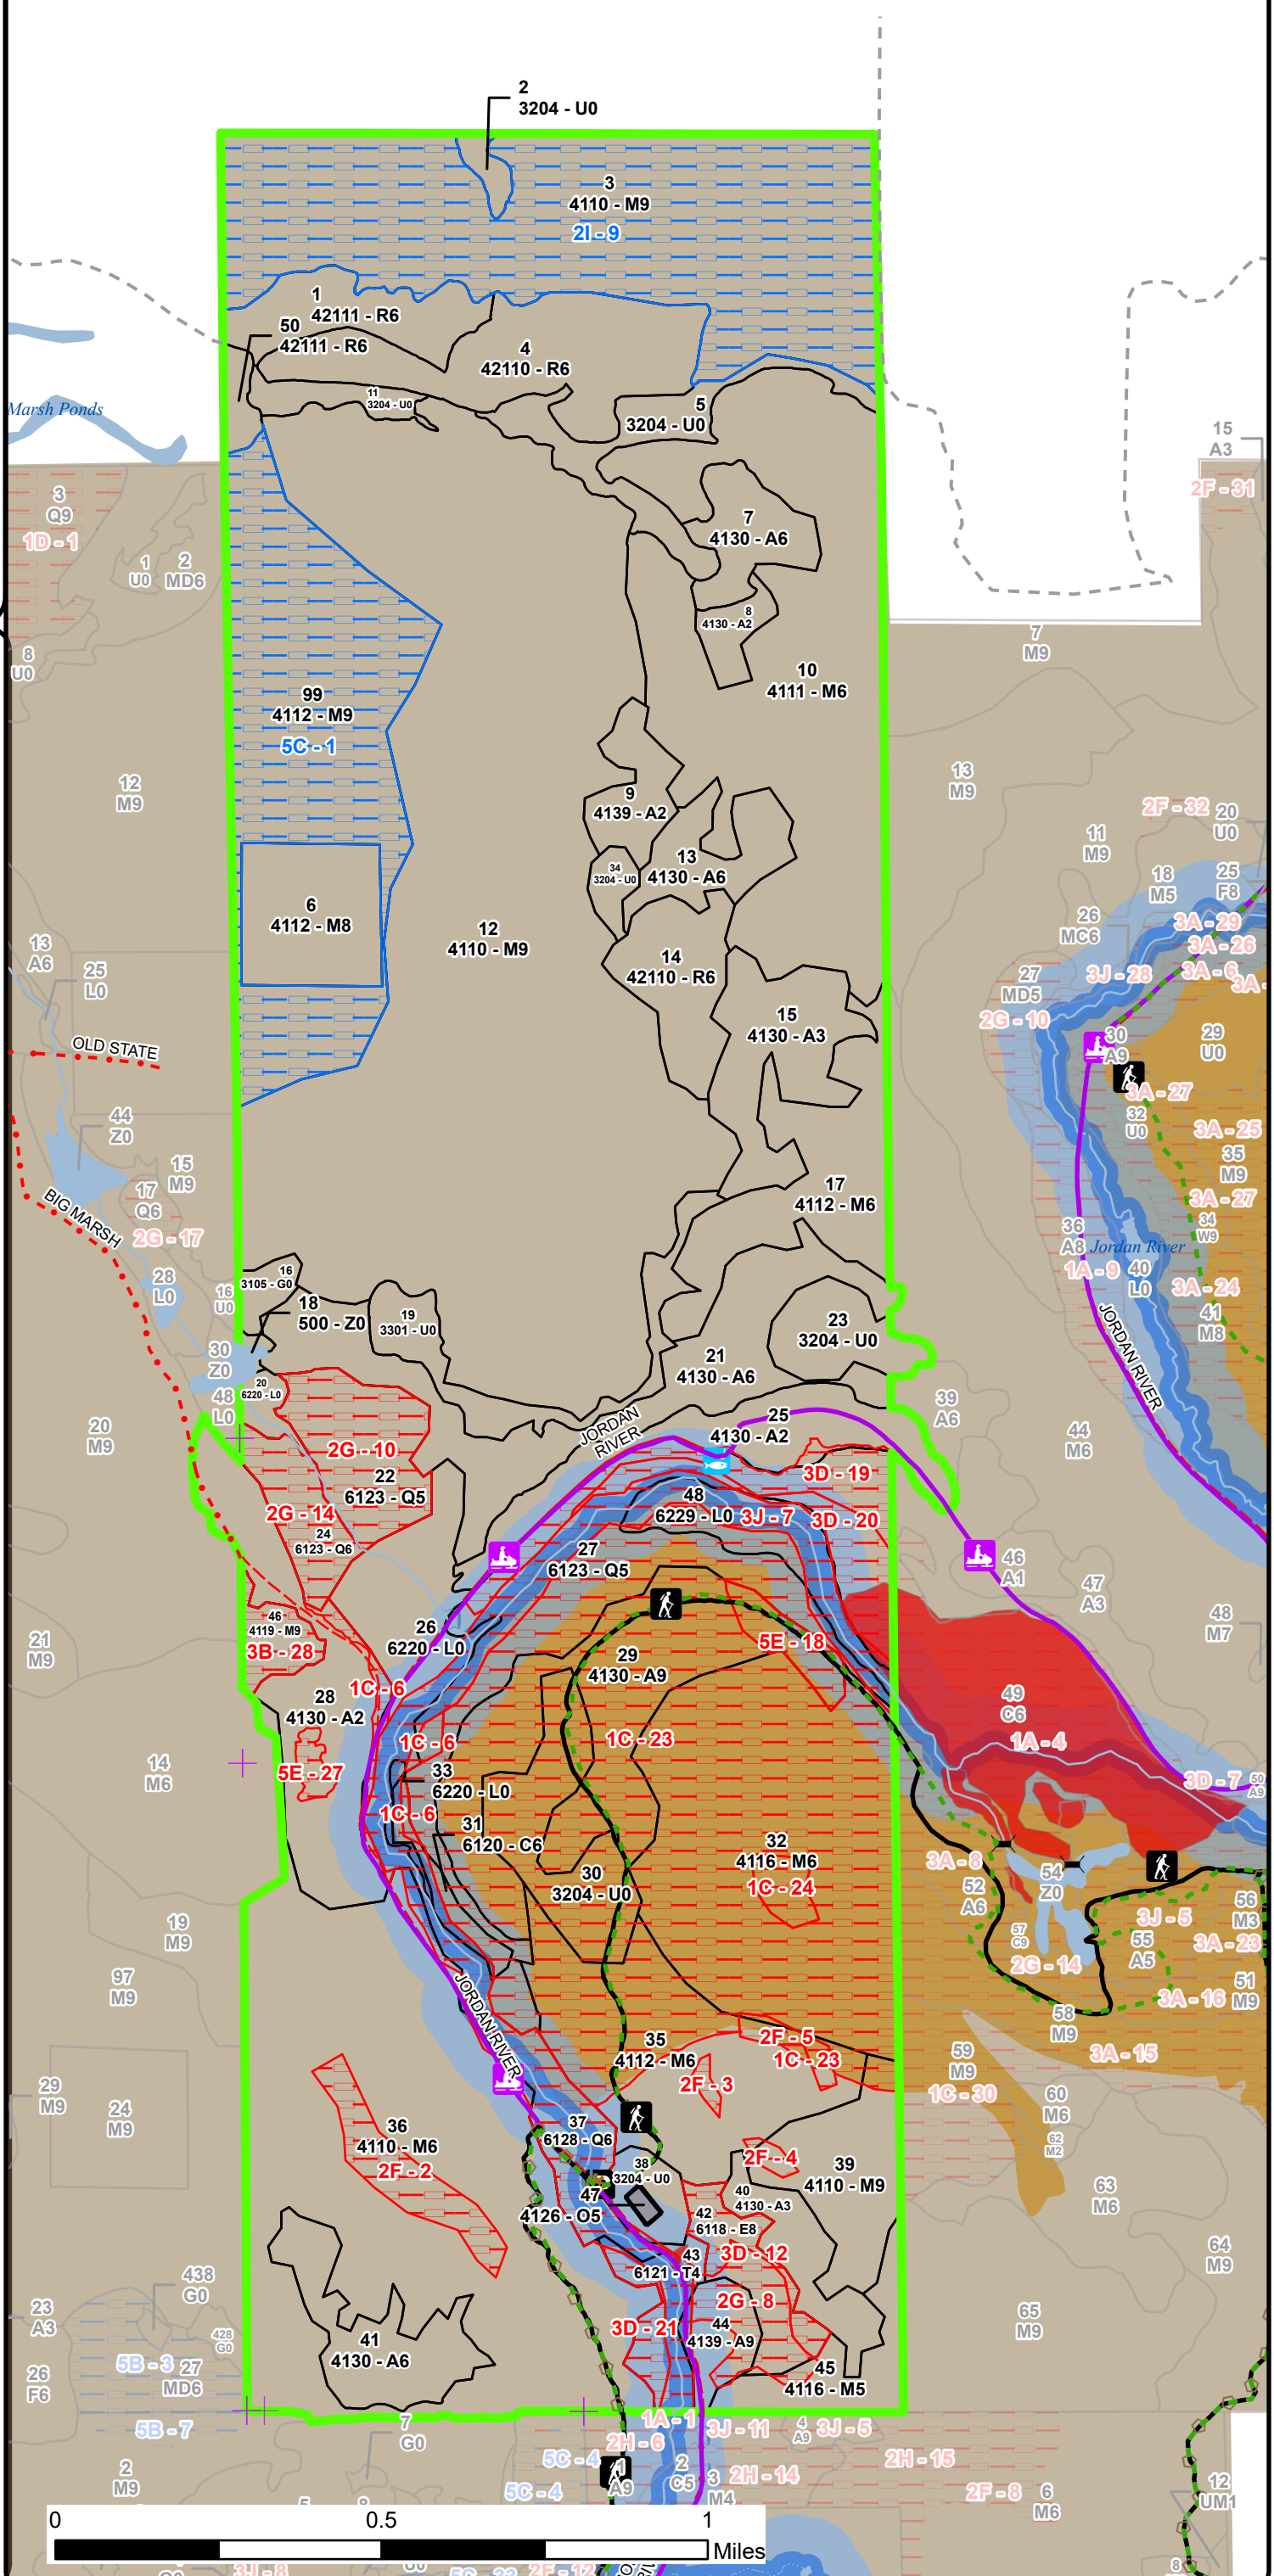 2
3204 - U0
3
4110 - M9
2I - 9
1
42111 - R6
50
42111 - R6
4
42110 - R6
11
3204 - U0
5
3204 - U0
Marsh Ponds
15
A3
2F - 31
3
Q9
1D - 1
1
U0
2
MD6
7
4130 - A6
8
4130 - A2
8
U0
7
M9
10
4111 - M6
99
4112 - M9
5C - 1
12
M9
13
M9
9
4139 - A2
2F - 32
20
U0
11
M9
34
3204 - U0
13
4130 - A6
18
M5
25
F8
6
4112 - M8
12
4110 - M9
26
MC6
3A - 29
3A - 26
13
A6
25
L0
14
42110 - R6
27
MD5
3J - 28
3A - 6
3A -
2G - 10
15
4130 - A3
30
A9
29
U0
OLD STATE
3A - 27
32
U0
3A - 25
44
Z0
15
M9
35
M9
17
Q6
17
4112 - M6
3A - 27
34
W9
BIG MARSH
2G - 17
36
A8
Jordan River
1A - 9
40
L0
3A - 24
28
L0
16
3105 - G0
16
U0
18
500 - Z0
19
3301 - U0
23
3204 - U0
41
M8
JORDAN RIVER
30
Z0
20
6220 - L0
21
4130 - A6
48
L0
39
A6
20
M9
JORDAN
RIVER
25
4130 - A2
44
M6
2G - 10
22
6123 - Q5
3D - 19
2G - 14
48
6229 - L0
3J - 7
3D - 20
24
6123 - Q6
27
6123 - Q5
46
A1
47
A3
46
4119 - M9
3B - 28
26
6220 - L0
48
M7
21
M9
29
4130 - A9
5E - 18
1C - 6
28
4130 - A2
49
C6
1C - 6
1C - 23
1A - 4
14
M6
5E - 27
33
6220 - L0
3D - 7
50
A9
1C - 6
31
6120 - C6
32
4116 - M6
1C - 24
3A - 8
30
3204 - U0
52
A6
54
Z0
56
M3
3J - 5
57
C9
55
A5
3A - 23
19
M9
2G - 14
97
M9
51
M9
3A - 16
58
M9
JORDAN RIVER
35
4112 - M6
2F - 5
1C - 23
59
M9
3A - 15
29
M9
24
M9
2F - 3
1C - 30
60
M6
36
4110 - M6
2F - 2
37
6128 - Q6
62
M2
2F - 4
38
3204 - U0
39
4110 - M9
63
M6
47
4126 - O5
40
4130 - A3
42
6118 - E8
64
M9
43
6121 - T4
3D - 12
438
G0
23
A3
2G - 8
65
M9
3D - 21
44
4139 - A9
428
G0
41
4130 - A6
5B - 3
27
MD6
26
F6
45
4116 - M5
5B - 7
7
G0
1A - 1
3J - 11
4
A9
3J - 5
2H - 6
2
M9
5C - 4
1
A9
2
C5
3
M4
2H - 14
2H - 15
5C - 4
2F - 8
6
M6
12
UM1
0
0.5
1
Miles
3J - 8
2F - 12
8